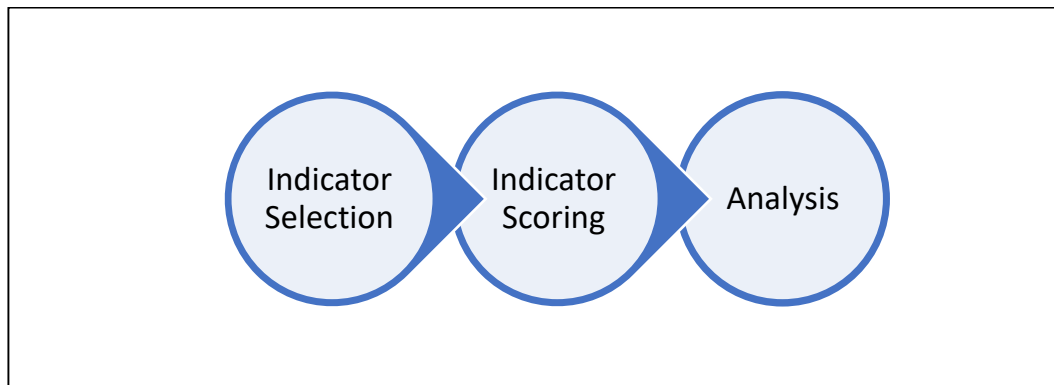 Indicator
Selection
Indicator
Scoring
Analysis